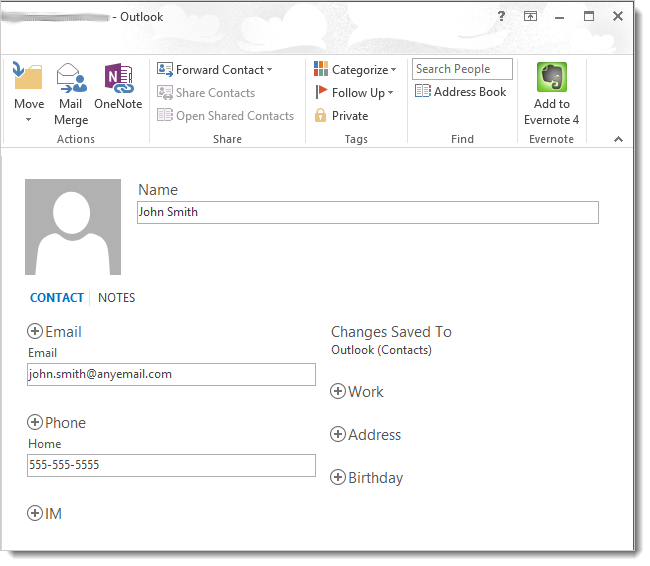 - Outlook
?
Move
Mail Merge
OneNote
Actions
Forward Contact
Share Contacts
Open Shared Contacts
Share
Categorize
Follow Up
Private
Tags
Search People
Address Book
Find
Add to Evernote 4
Evernote
Name
John Smith
CONTACT NOTES
Email
Email
john.smith@anyemail.com
Phone
Home
555-555-5555
IM
Changes Saved To
Outlook (Contacts)
Work
Address
Birthday